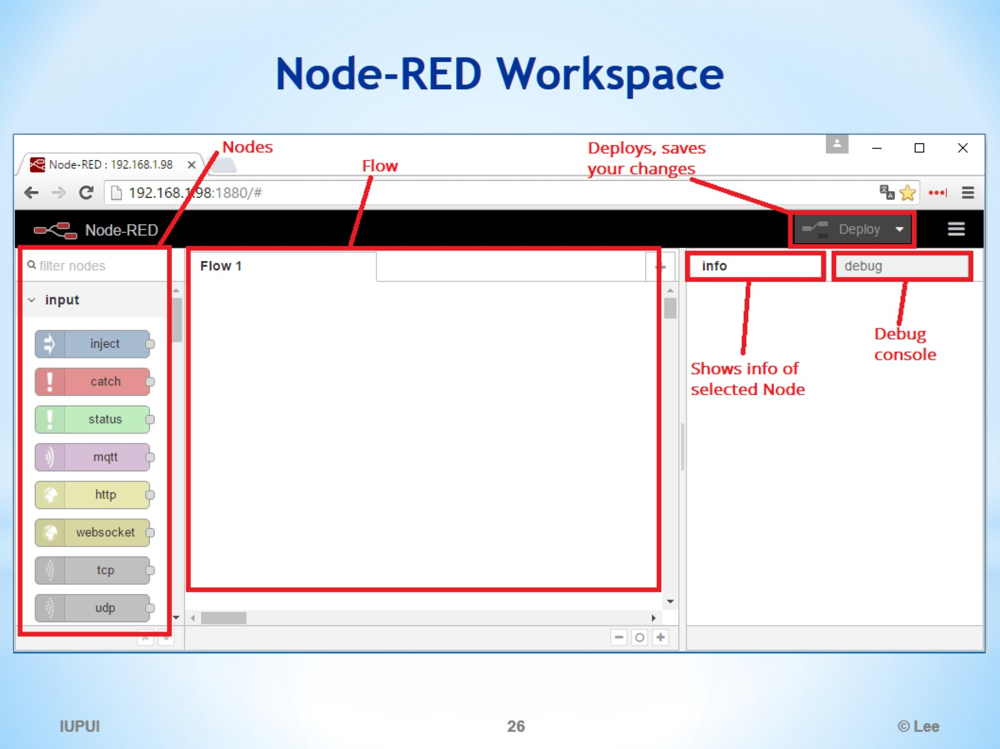 Node-RED Workspace
Nodes
Flow
Deploys, saves
your changes
Node-RED : 192.168.1.98
192.168.1.98:1880/#
Node-RED
Deploy
filter nodes
Flow 1
info
debug
input
inject
catch
status
mqtt
http
websocket
tcp
udp
Debug
console
Shows info of
selected Node
IUPUI
26
© Lee